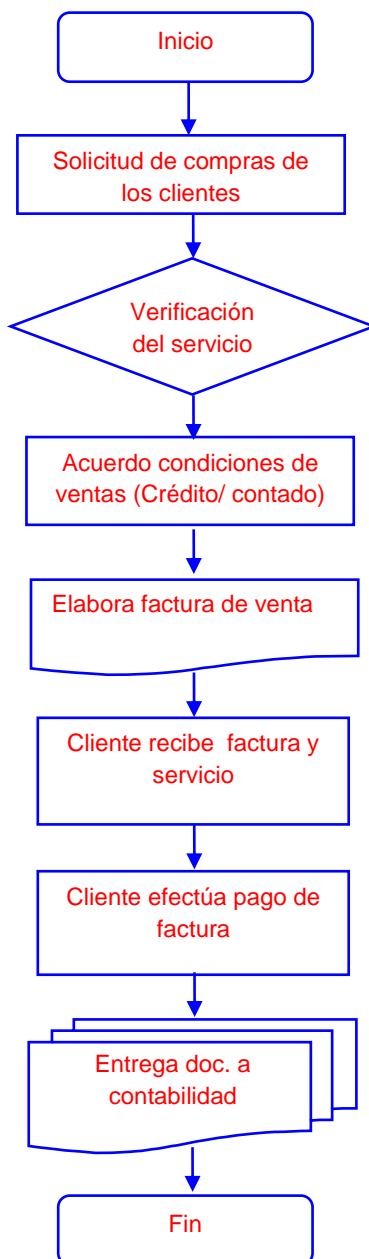 Inicio
Solicitud de compras de
los clientes
Verificación
del servicio
Acuerdo condiciones de
ventas (Crédito/ contado)
Elabora factura de venta
Cliente recibe factura y
servicio
Cliente efectúa pago de
factura
Entrega doc. a
contabilidad
Fin